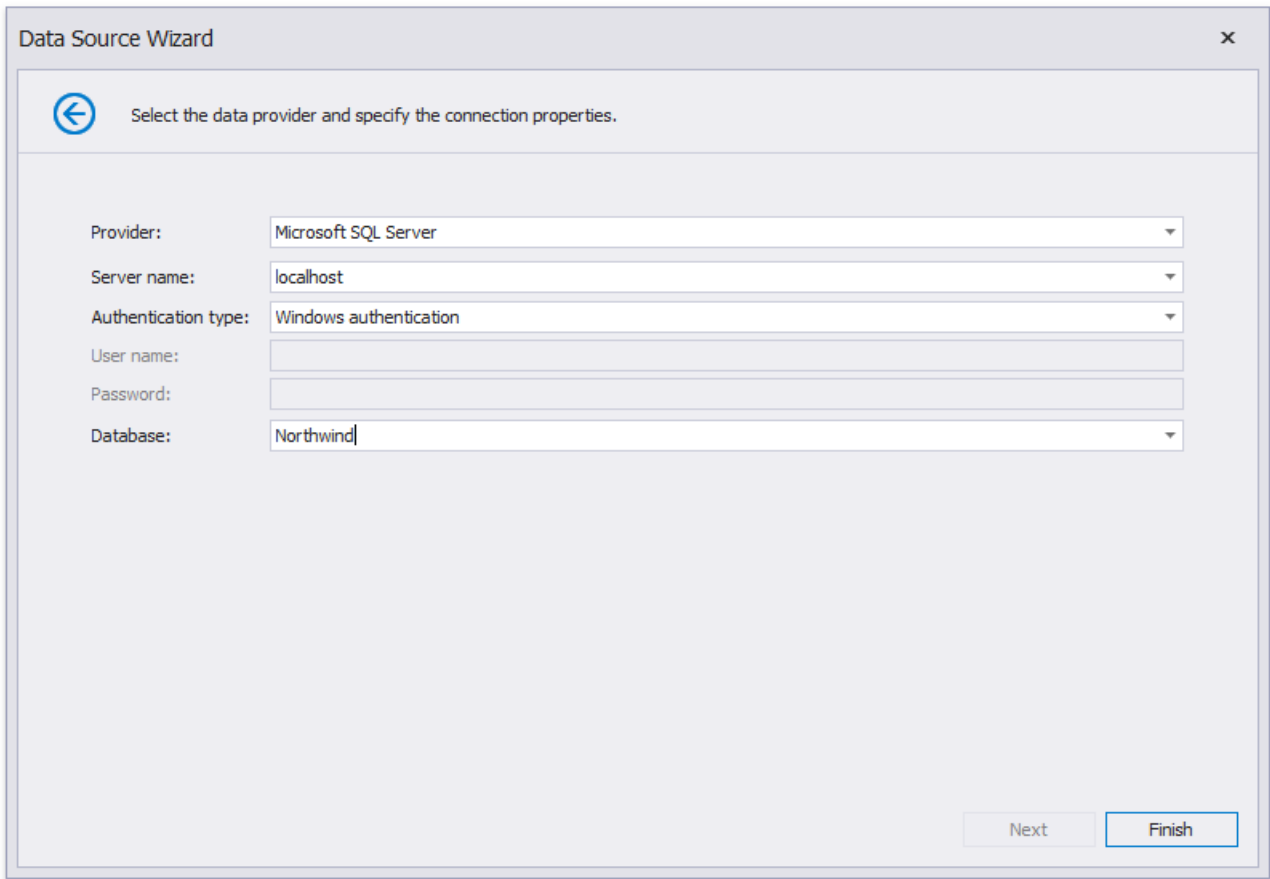 Data Source Wizard
Select the data provider and specify the connection properties.
Provider: Microsoft SQL Server
Server name: localhost
Authentication type: Windows authentication
User name:
Password:
Database: Northwind
Next Finish